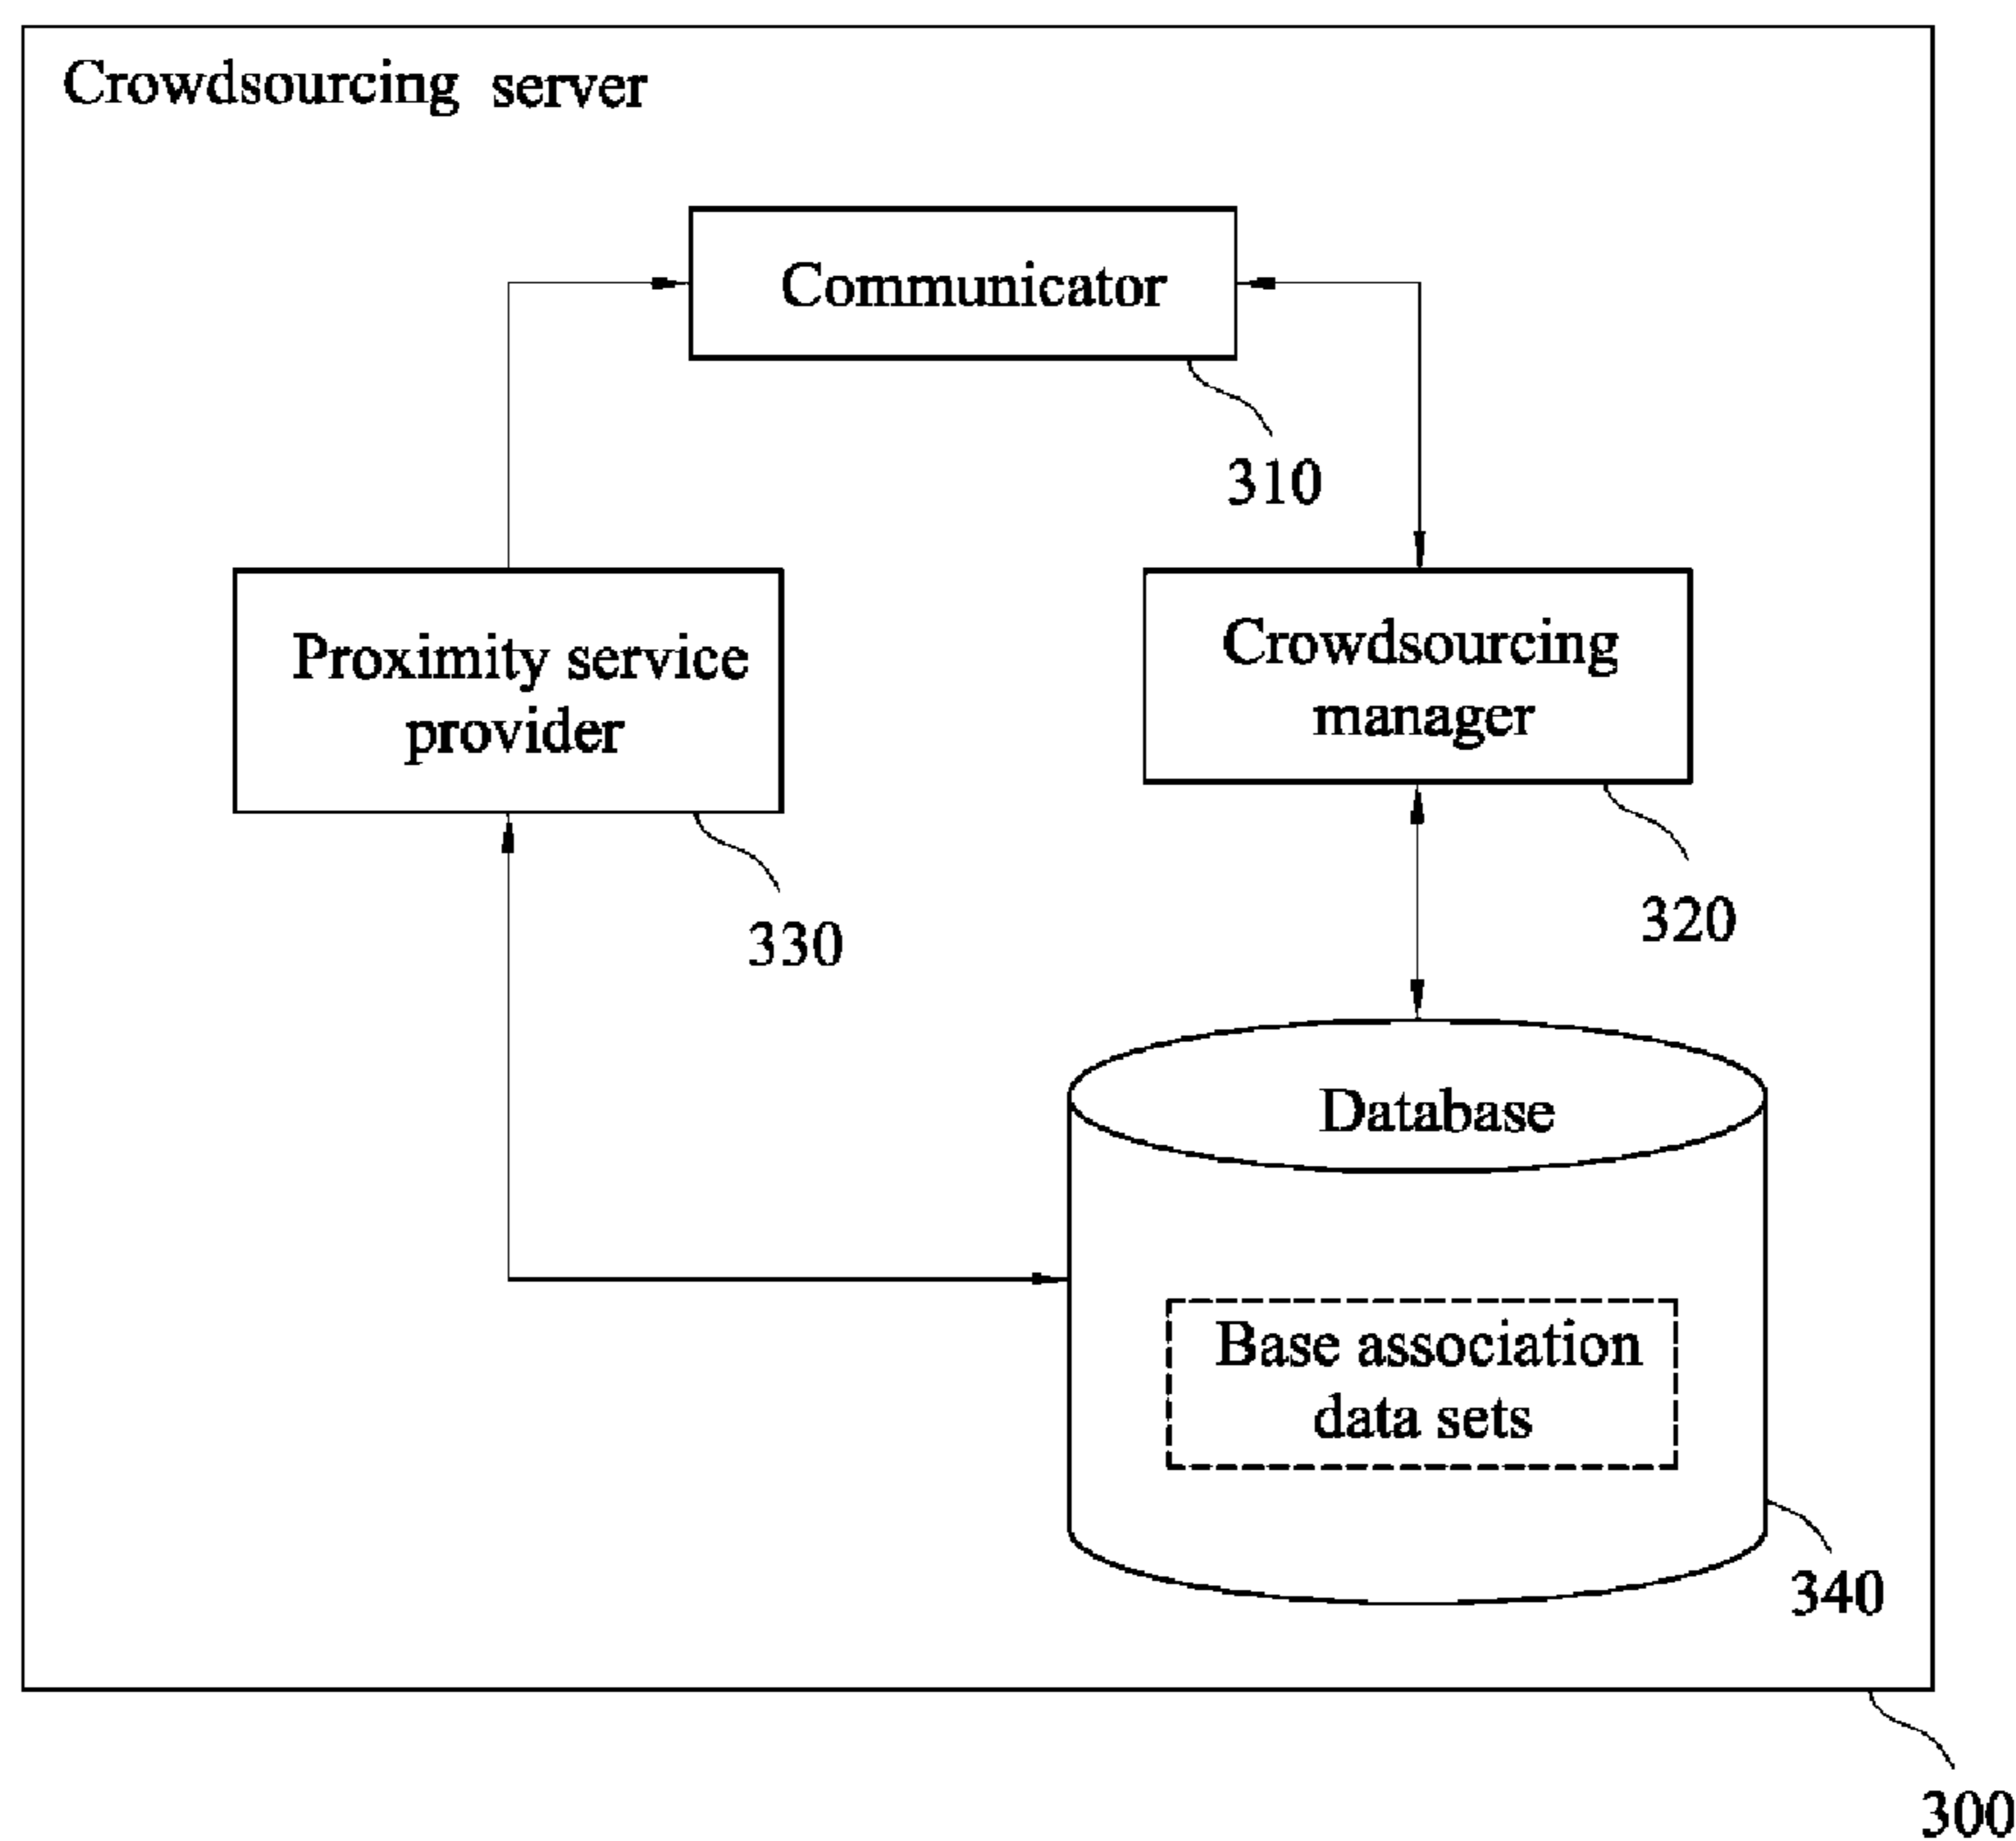 Crowdsourcing server
Communicator
310
Proximity service
provider
330
Crowdsourcing
manager
320
Database
Base association
data sets
340
300